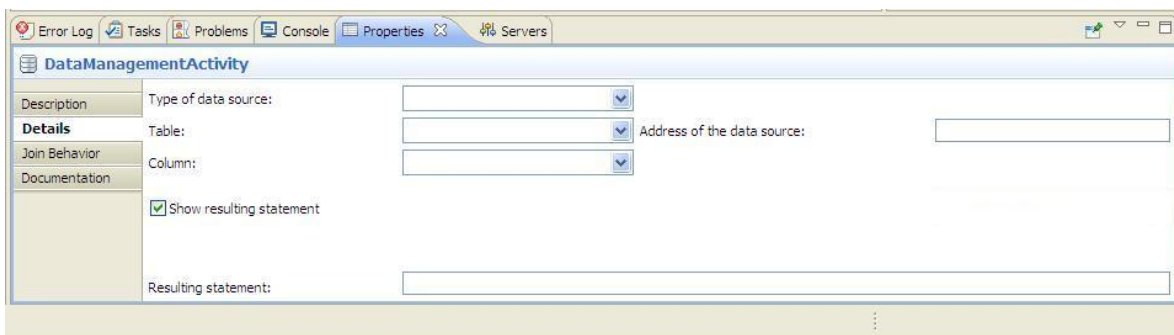 Error Log Tasks Problems Console Properties Servers
DataManagementActivity
Description
Details
Join Behavior
Documentation
Type of data source:
Table:
Address of the data source:
Column:
Show resulting statement
Resulting statement: